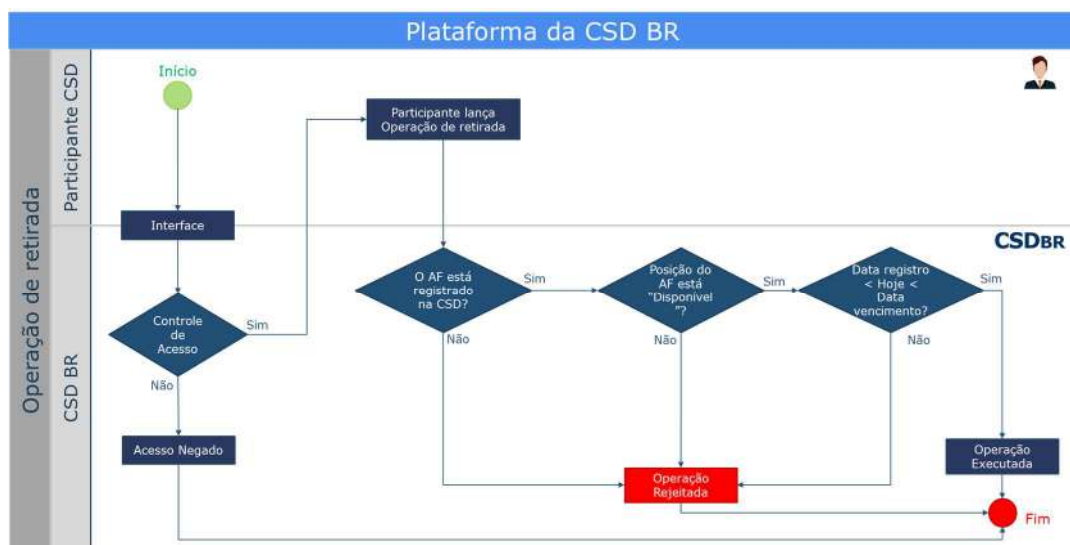 Plataforma da CSD BR
Operação de retirada
Participante CSD
CSD BR
Início
Participante lança
Operação de retirada
Interface
CSDBR
Controle
de
Acesso
Sim
Não
Acesso Negado
O AF está
registrado
na CSD?
Sim
Não
Posição do
AF está
"Disponível
"?
Sim
Não
Data registro
< Hoje <
Data
vencimento?
Sim
Não
Operação
Rejeitada
Operação
Executada
Fim